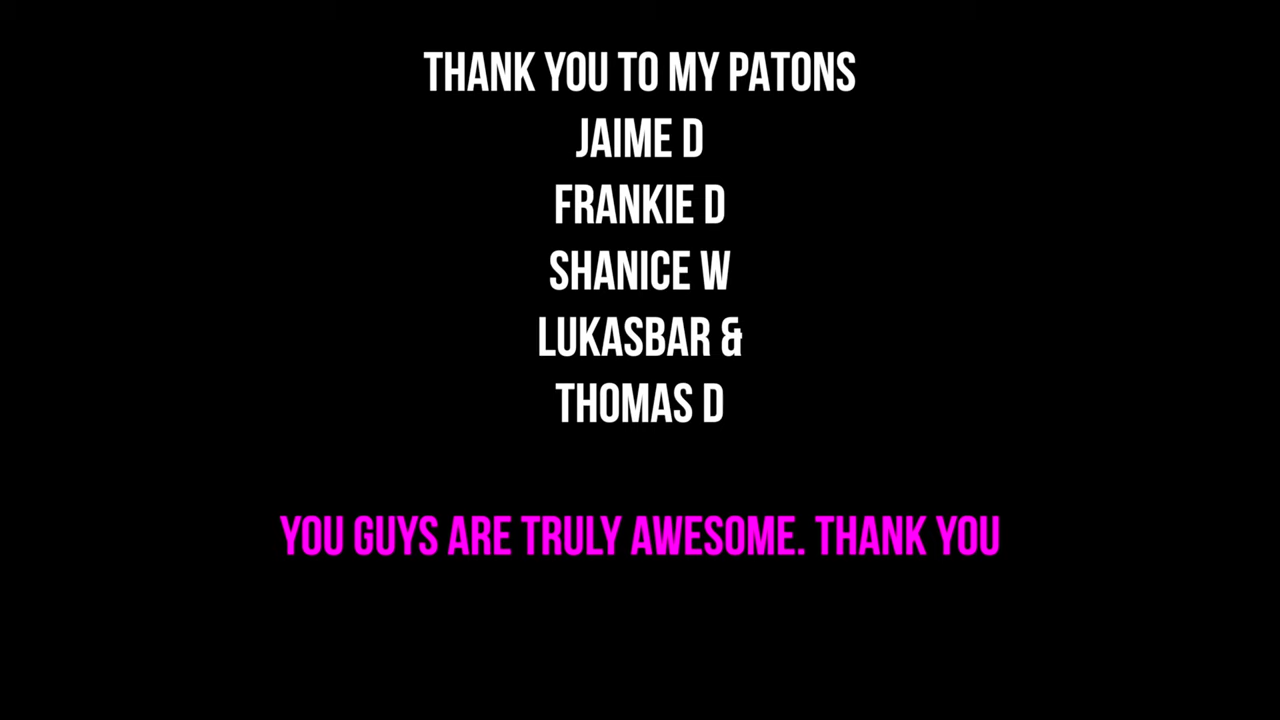 THANK YOU TO MY PATONS
JAIME D
FRANKIE D
SHANICE W
LUKASBAR &
THOMAS D
YOU GUYS ARE TRULY AWESOME. THANK YOU